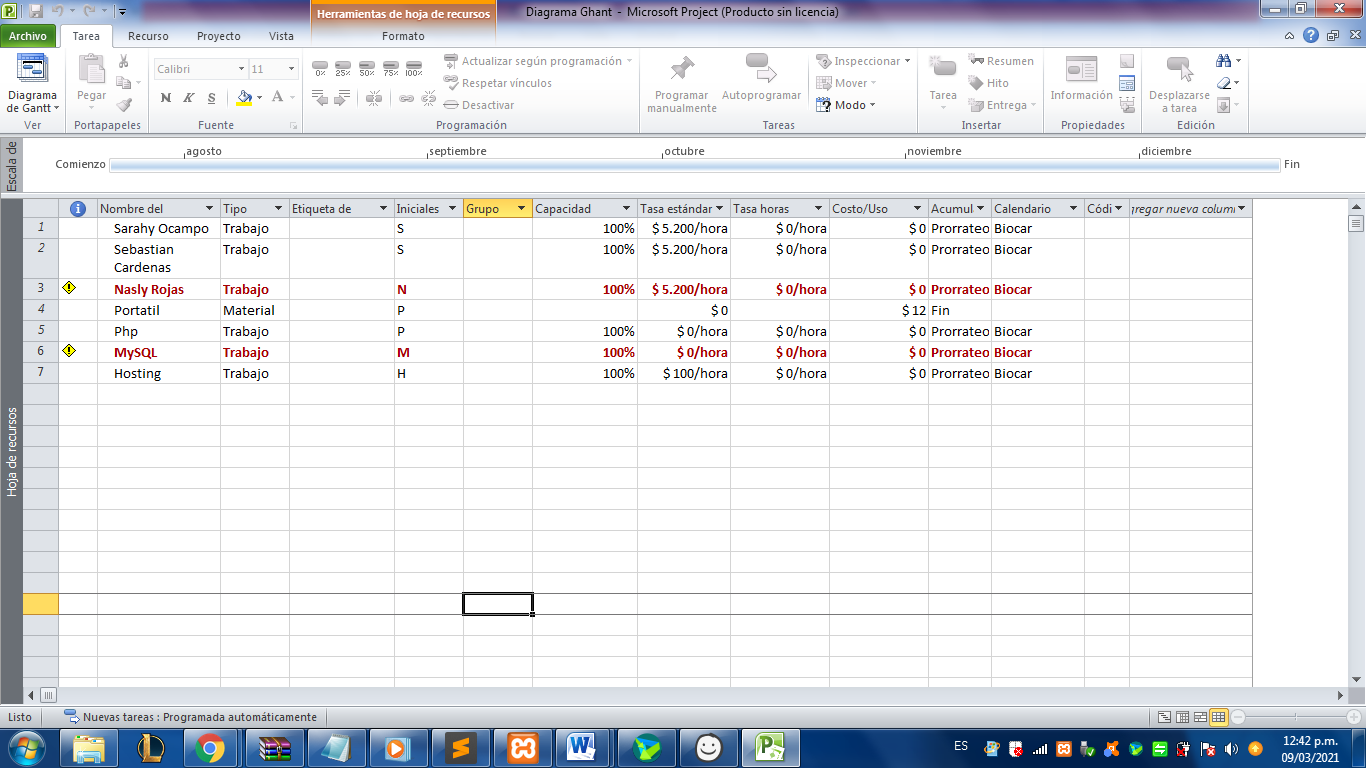 Herramientas de hoja de recursos
Diagrama Ghant - Microsoft Project (Producto sin licencia)
Archivo Tarea Recurso Proyecto Vista Formato
Diagrama de Gantt
Ver
Pegar
Portapapeles
Calibri 11
N K S A
Fuente
0% 25% 50% 75% 100%
Actualizar según programación
Respetar vínculos
Desactivar
Programación
Programar manualmente
Autoprogramar
Inspeccionar
Mover
Modo
Tareas
Tarea
Resumen
Hito
Entrega
Insertar
Información
Propiedades
Desplazarse a tarea
Edición
Escala de
agosto septiembre octubre noviembre diciembre
Comienzo Fin
Hoja de recursos
Nombre del Tipo Etiqueta de Iniciales Grupo Capacidad Tasa estándar Tasa horas Costo/Uso Acumul Calendario Códi gregar nueva colum
1 Sarahy Ocampo Trabajo S 100% $ 5.200/hora $ 0/hora $ 0 Prorrateo Biocar
2 Sebastian Cardenas Trabajo S 100% $ 5.200/hora $ 0/hora $ 0 Prorrateo Biocar
3 Nasly Rojas Trabajo N 100% $ 5.200/hora $ 0/hora $ 0 Prorrateo Biocar
4 Portatil Material P $ 0 $ 12 Fin
5 Php Trabajo P 100% $ 0/hora $ 0/hora $ 0 Prorrateo Biocar
6 MySQL Trabajo M 100% $ 0/hora $ 0/hora $ 0 Prorrateo Biocar
7 Hosting Trabajo H 100% $ 100/hora $ 0/hora $ 0 Prorrateo Biocar
Listo Nuevas tareas : Programada automáticamente
ES
12:42 p.m.
09/03/2021